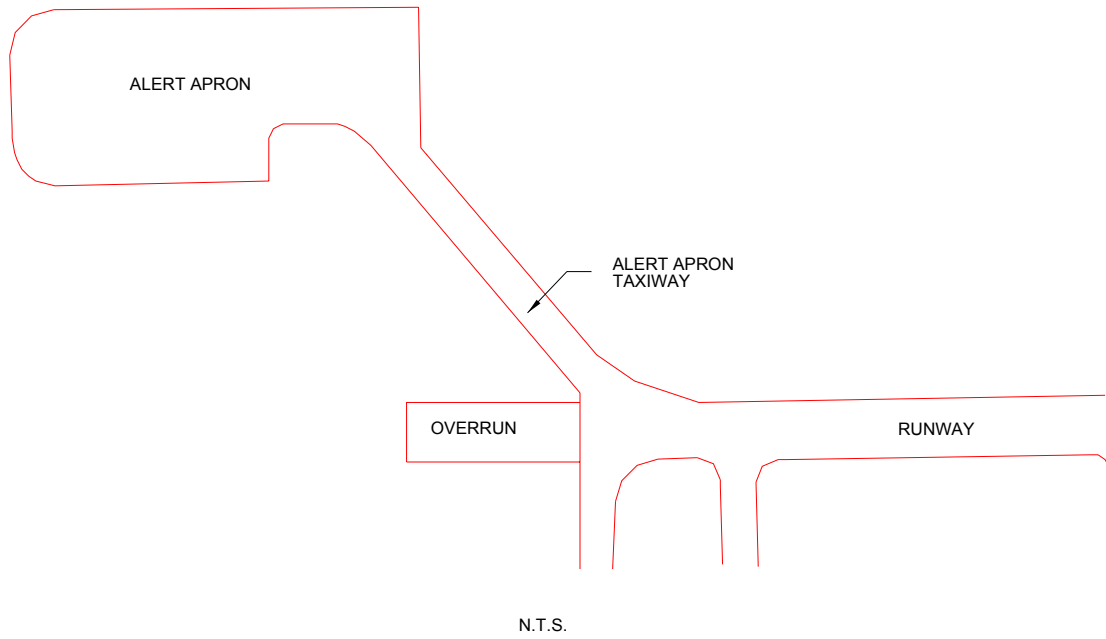 ALERT APRON
ALERT APRON
TAXIWAY
OVERRUN
RUNWAY
N.T.S.